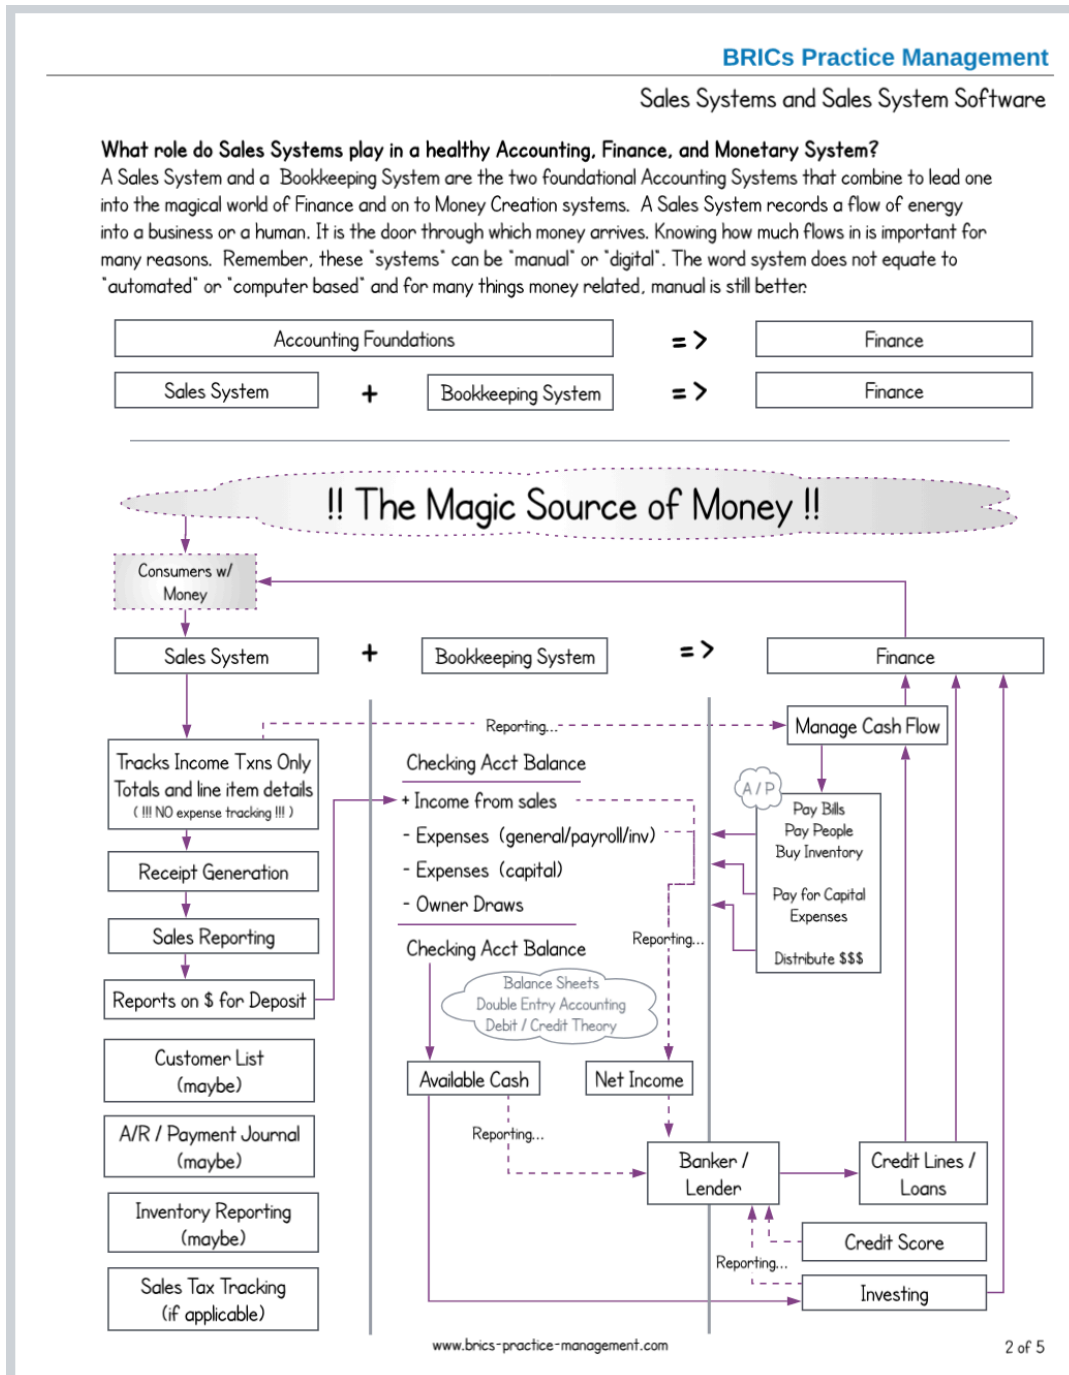 BRICs Practice Management
Sales Systems and Sales System Software
What role do Sales Systems play in a healthy Accounting, Finance, and Monetary System?
A Sales System and a Bookkeeping System are the two foundational Accounting Systems that combine to lead one
into the magical world of Finance and on to Money Creation systems. A Sales System records a flow of energy
into a business or a human. It is the door through which money arrives. Knowing how much flows in is important for
many reasons. Remember, these "systems" can be "manual" or "digital". The word system does not equate to
"automated" or "computer based" and for many things money related, manual is still better.
Accounting Foundations => Finance
Sales System + Bookkeeping System => Finance
!! The Magic Source of Money !!
Consumers w/
Money
Sales System + Bookkeeping System => Finance
Tracks Income Txns Only
Totals and line item details
( !!! NO expense tracking !!! )
Receipt Generation
Sales Reporting
Reports on $ for Deposit
Customer List
(maybe)
A/R / Payment Journal
(maybe)
Inventory Reporting
(maybe)
Sales Tax Tracking
(if applicable)
Reporting...
Checking Acct Balance
+ Income from sales
- Expenses (general/payroll/inv)
- Expenses (capital)
- Owner Draws
Checking Acct Balance
Reporting...
Balance Sheets
Double Entry Accounting
Debit / Credit Theory
Available Cash
Net Income
Reporting...
Manage Cash Flow
A/P
Pay Bills
Pay People
Buy Inventory
Pay for Capital
Expenses
Distribute $$$
Banker /
Lender
Credit Lines /
Loans
Credit Score
Reporting...
Investing
www.brics-practice-management.com
2 of 5